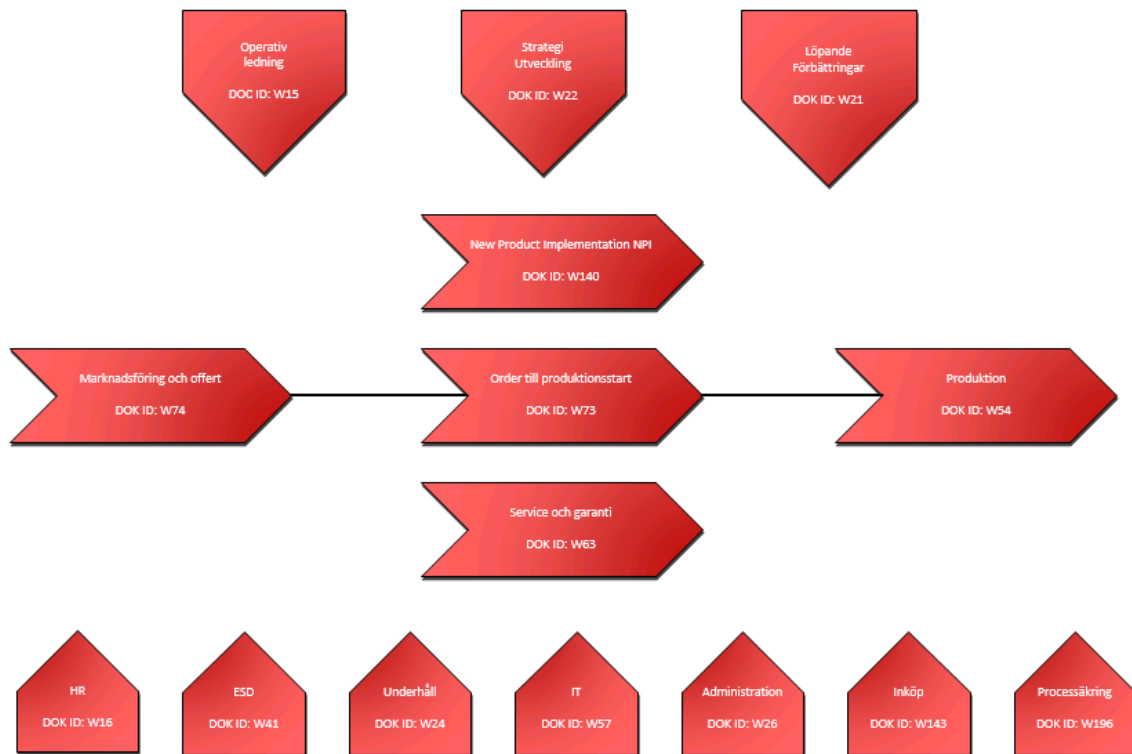 Operativ
ledning
DOC ID: W15
Strategi
Utveckling
DOK ID: W22
Löpande
Förbättringar
DOK ID: W21
New Product Implementation NPI
DOK ID: W140
Marknadsföring och offert
DOK ID: W74
Order till produktionsstart
DOK ID: W73
Produktion
DOK ID: W54
Service och garanti
DOK ID: W63
HR
DOK ID: W16
ESD
DOK ID: W41
Underhåll
DOK ID: W24
IT
DOK ID: W57
Administration
DOK ID: W26
Inköp
DOK ID: W143
Processäkring
DOK ID: W196